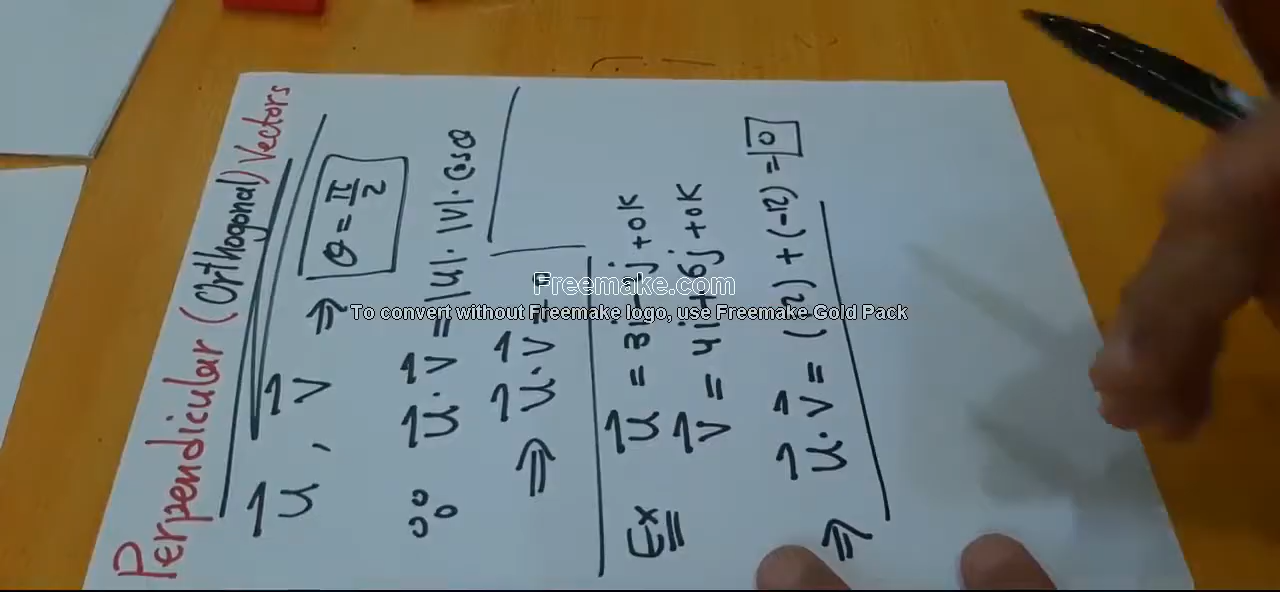 Perpendicular (Orthogonal) Vectors
u⃗ , v⃗ ⇒ θ = π/2
∴ u⃗ · v⃗ = |u| · |v| · cosθ
⇒ u⃗ · v⃗ =
Ex u⃗ = 3i - 2j + 0k
v⃗ = 4i + 6j + 0k
⇒ u⃗ · v⃗ = (12) + (-12) = 0
Freemake.com
To convert without Freemake logo, use Freemake Gold Pack